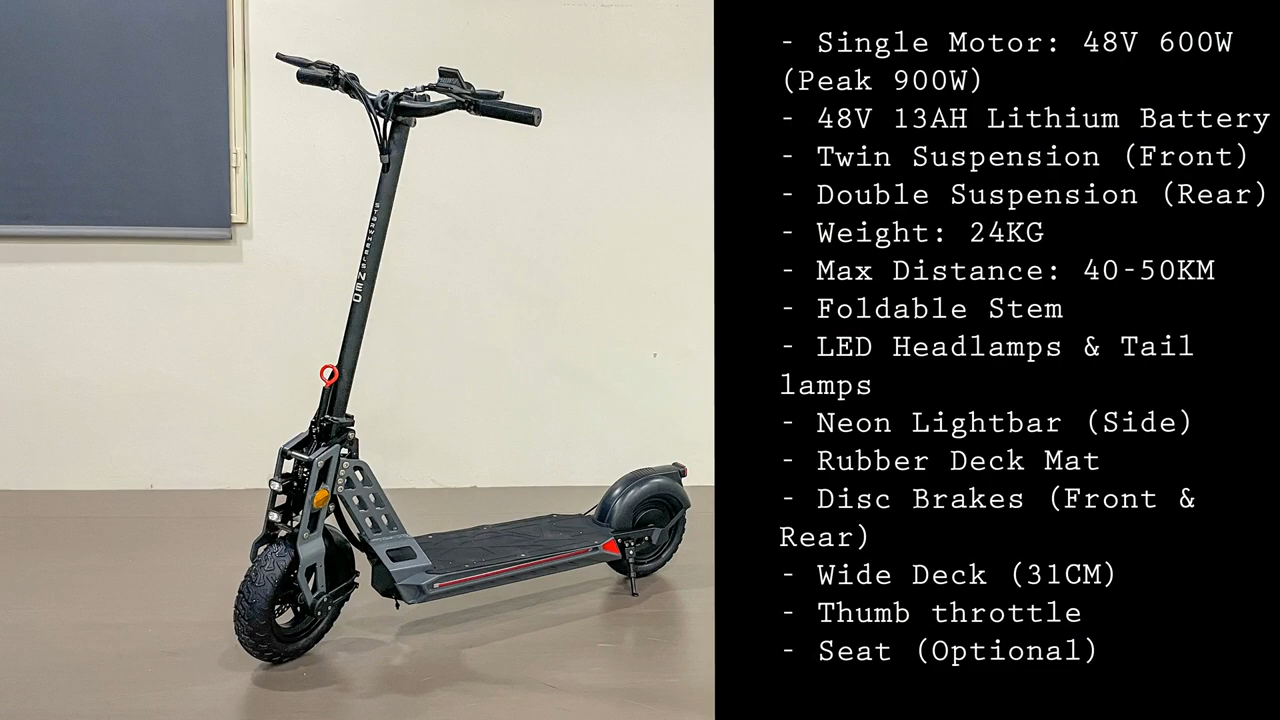 STORWHEELS NEO
- Single Motor: 48V 600W
(Peak 900W)
- 48V 13AH Lithium Battery
- Twin Suspension (Front)
- Double Suspension (Rear)
- Weight: 24KG
- Max Distance: 40-50KM
- Foldable Stem
- LED Headlamps & Tail
lamps
- Neon Lightbar (Side)
- Rubber Deck Mat
- Disc Brakes (Front &
Rear)
- Wide Deck (31CM)
- Thumb throttle
- Seat (Optional)